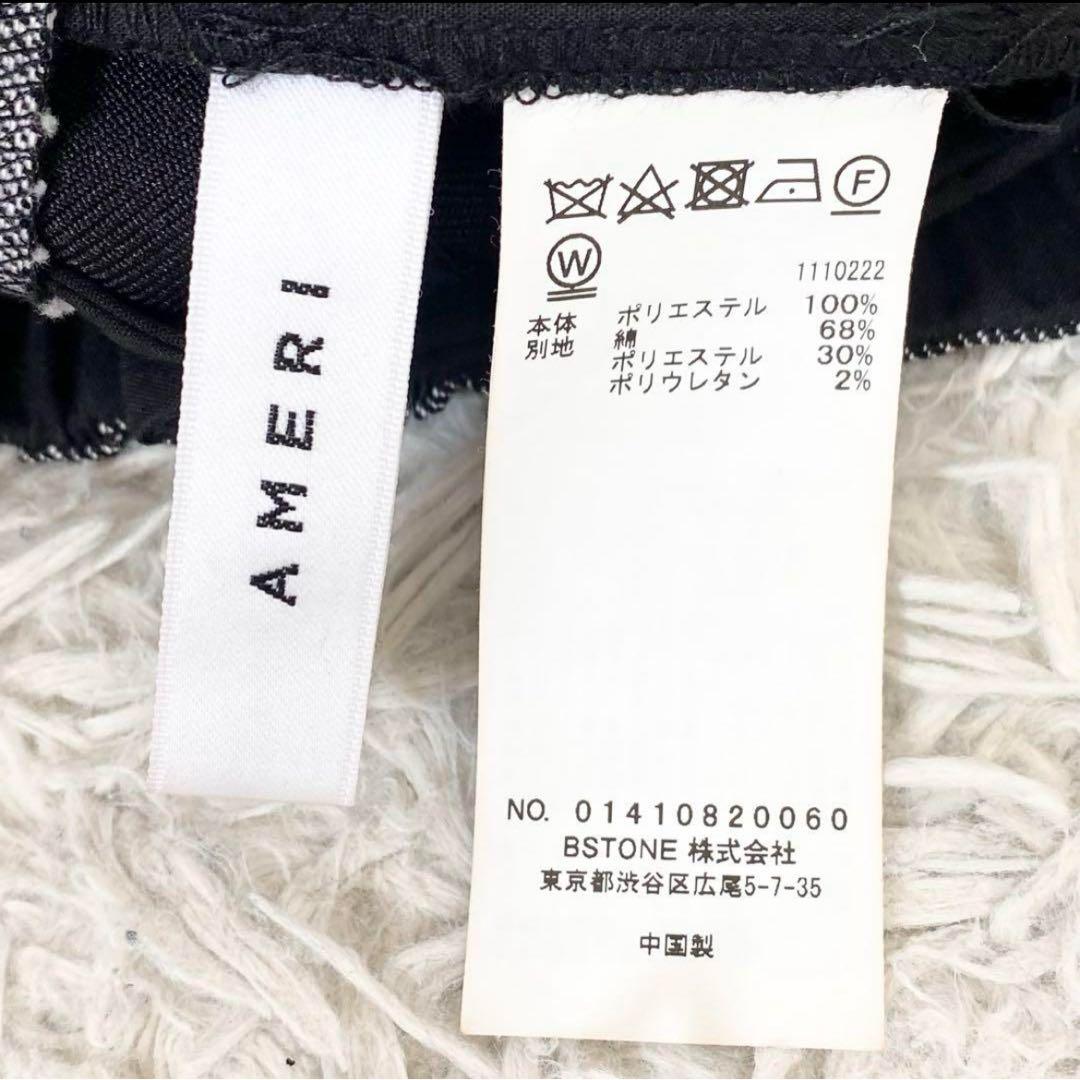 AMERI
F
W
1110222
本体 ポリエステル 100%
別地 綿 68%
ポリエステル 30%
ポリウレタン 2%
NO. 01410820060
BSTONE 株式会社
東京都渋谷区広尾5-7-35
中国製